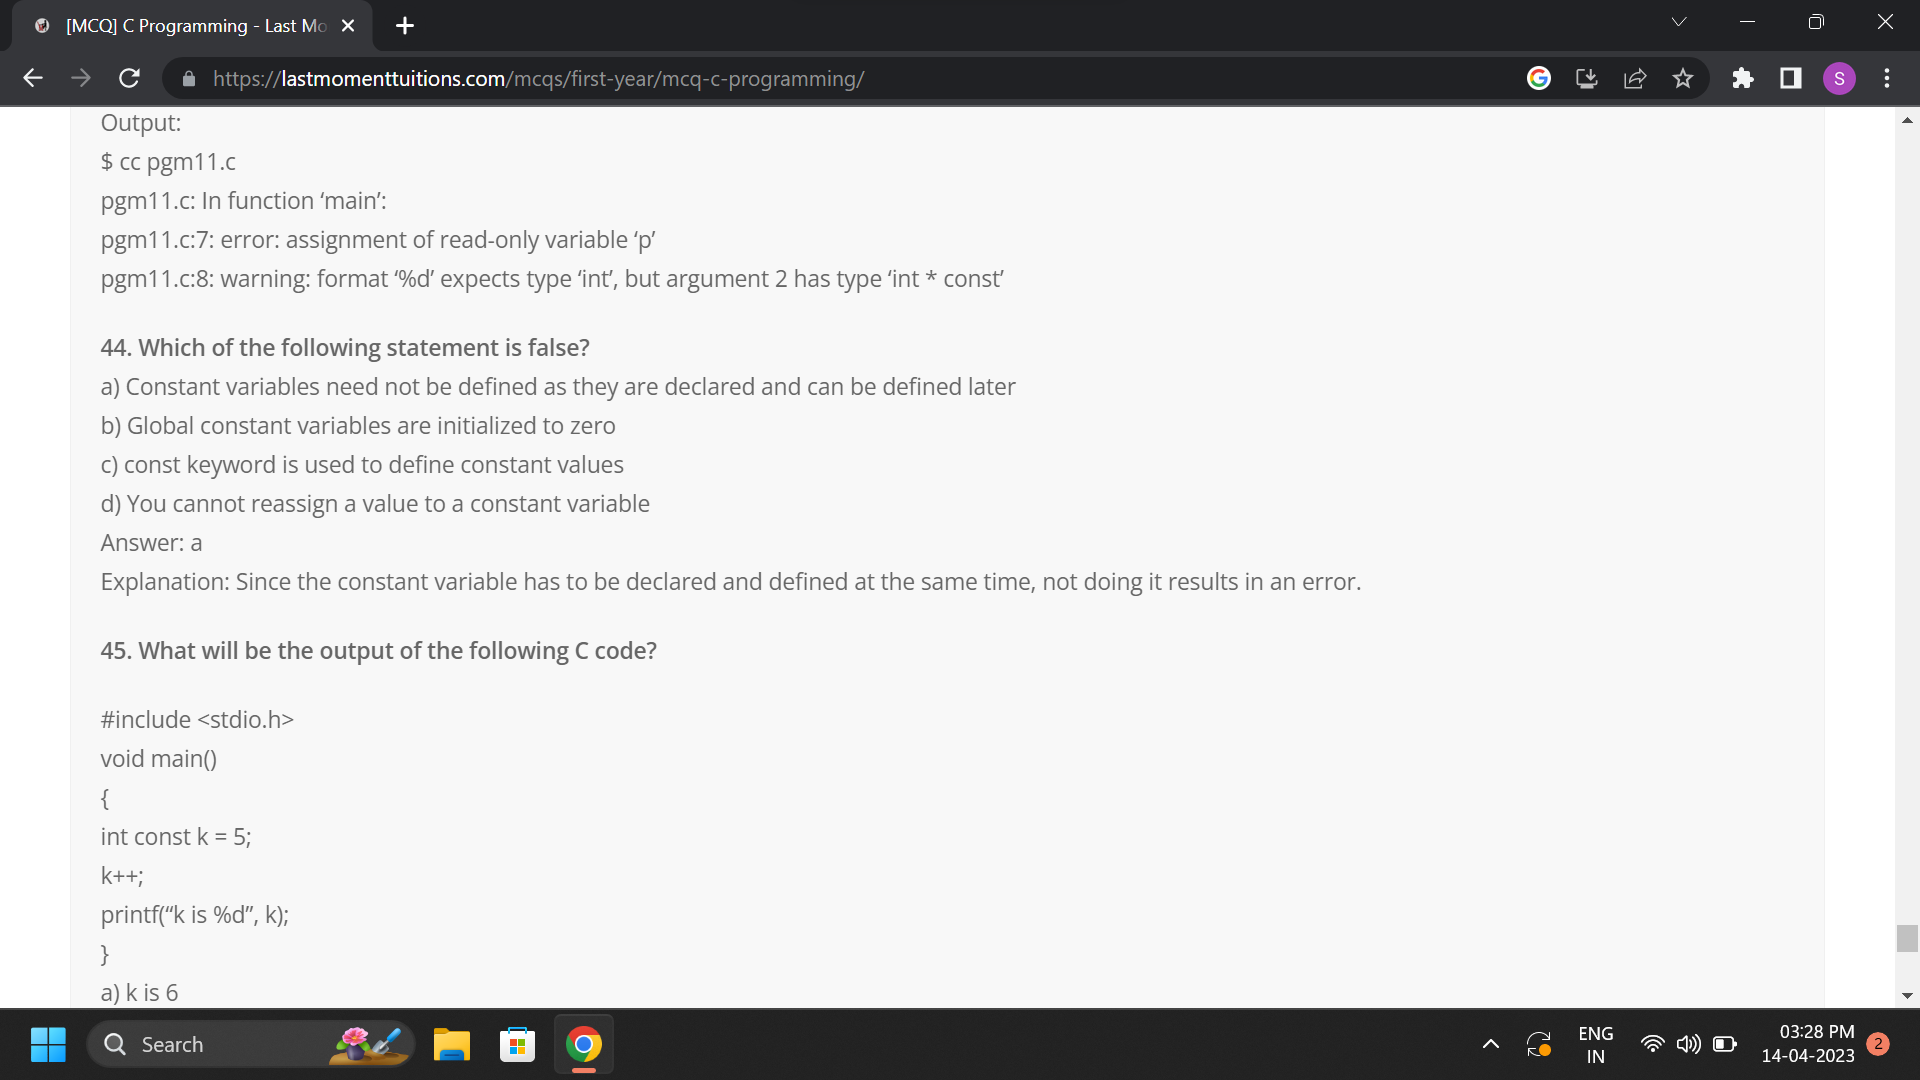 [MCQ] C Programming - Last Mo
https://lastmomenttuitions.com/mcqs/first-year/mcq-c-programming/
S
Output:
$ cc pgm11.c
pgm11.c: In function ‘main’:
pgm11.c:7: error: assignment of read-only variable ‘p’
pgm11.c:8: warning: format ‘%d’ expects type ‘int’, but argument 2 has type ‘int * const’
44. Which of the following statement is false?
a) Constant variables need not be defined as they are declared and can be defined later
b) Global constant variables are initialized to zero
c) const keyword is used to define constant values
d) You cannot reassign a value to a constant variable
Answer: a
Explanation: Since the constant variable has to be declared and defined at the same time, not doing it results in an error.
45. What will be the output of the following C code?
#include <stdio.h>
void main()
{
int const k = 5;
k++;
printf(“k is %d”, k);
}
a) k is 6
Search
ENG
IN
03:28 PM
14-04-2023
2